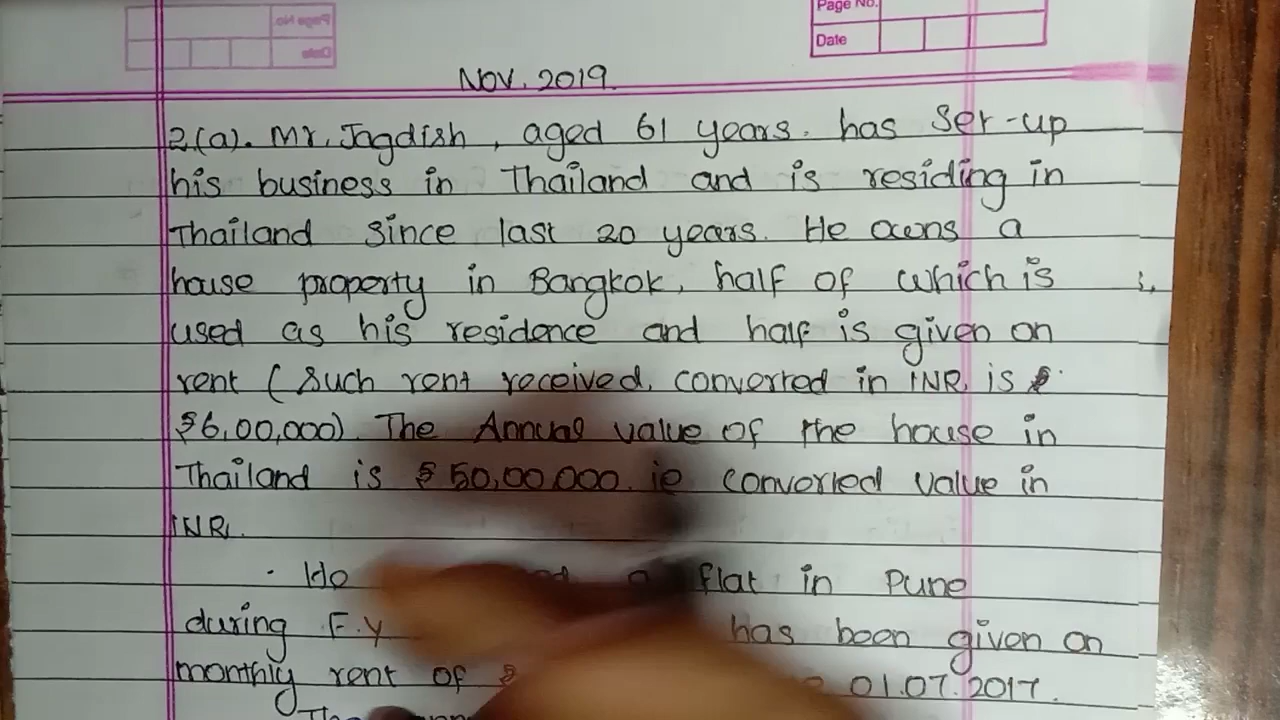 Page No.
Date
NOV. 2019.
2.(a). Mr. Jagdish, aged 61 years. has Set-up
his business in Thailand and is residing in
Thailand since last 20 years. He owns a
house property in Bangkok, half of which is
used as his residence and half is given on
rent (Such rent received, converted in INR is
₹6,00,000). The Annual value of the house in
Thailand is ₹50,00,000. ie converted value in
INR.
. He a flat in Pune
during F.Y has been given on
monthly rent of ₹ 01.07.2017.